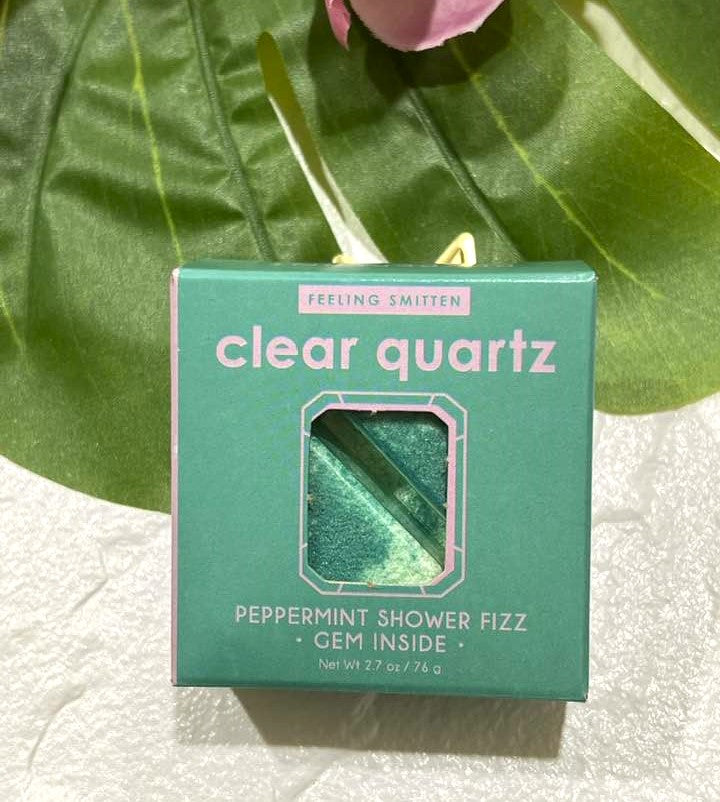 FEELING SMITTEN
clear quartz
PEPPERMINT SHOWER FIZZ
• GEM INSIDE •
Net Wt 2.7 oz / 76 g